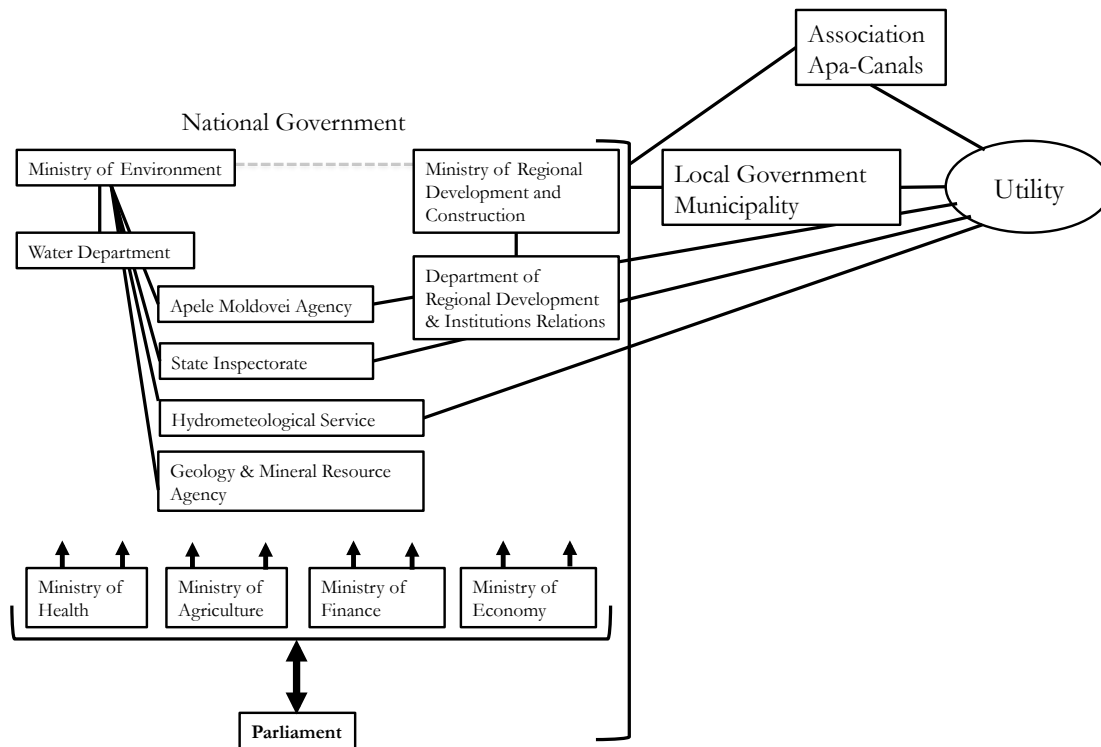 Association
Apa-Canals
National Government
Ministry of Environment
Ministry of Regional
Development and
Construction
Local Government
Municipality
Utility
Water Department
Department of
Regional Development
& Institutions Relations
Apele Moldovei Agency
State Inspectorate
Hydrometeological Service
Geology & Mineral Resource
Agency
Ministry of
Health
Ministry of
Agriculture
Ministry of
Finance
Ministry of
Economy
Parliament